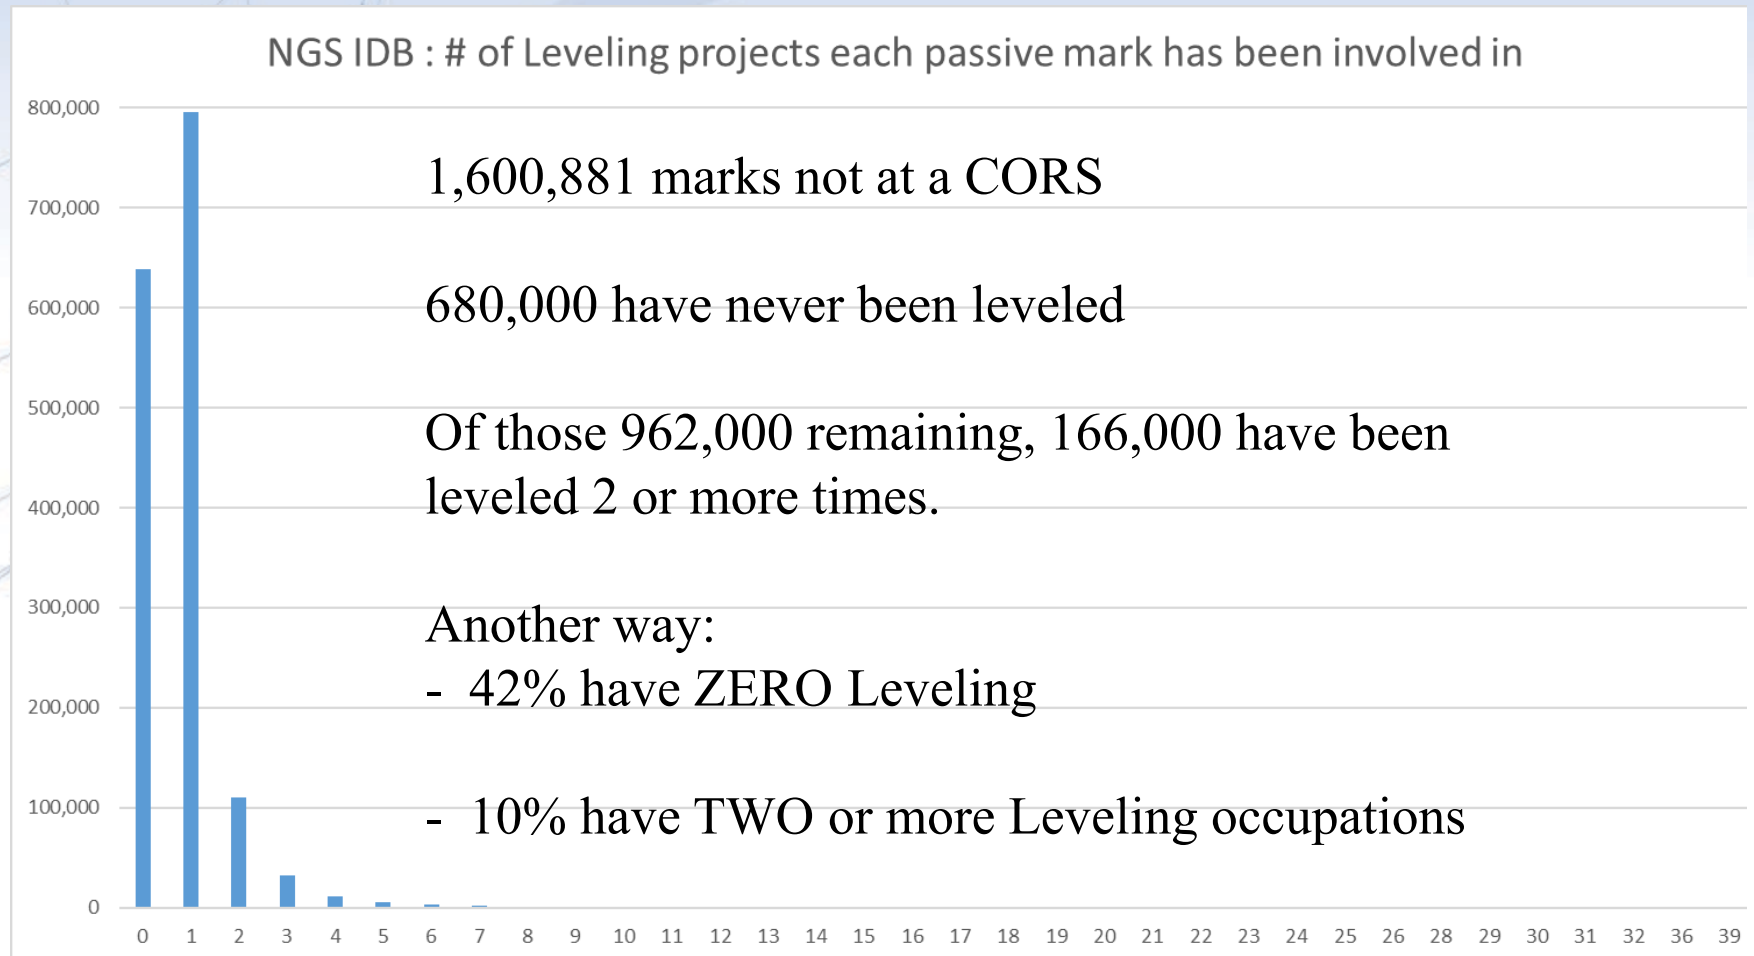 NGS IDB : # of Leveling projects each passive mark has been involved in
800,000
700,000
600,000
500,000
400,000
300,000
200,000
100,000
0
1,600,881 marks not at a CORS
680,000 have never been leveled
Of those 962,000 remaining, 166,000 have been
leveled 2 or more times.
Another way:
- 42% have ZERO Leveling
- 10% have TWO or more Leveling occupations
0 1 2 3 4 5 6 7 8 9 10 11 12 13 14 15 16 17 18 19 20 21 22 23 24 25 26 28 29 30 31 32 36 39